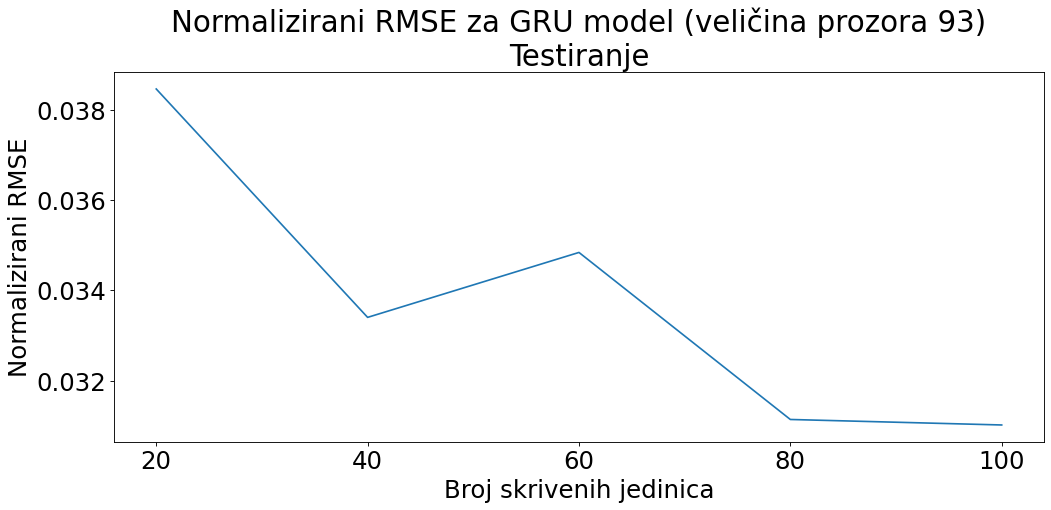 Normalizirani RMSE za GRU model (veličina prozora 93)
Testiranje
Normalizirani RMSE
0.038
0.036
0.034
0.032
20 40 60 80 100
Broj skrivenih jedinica